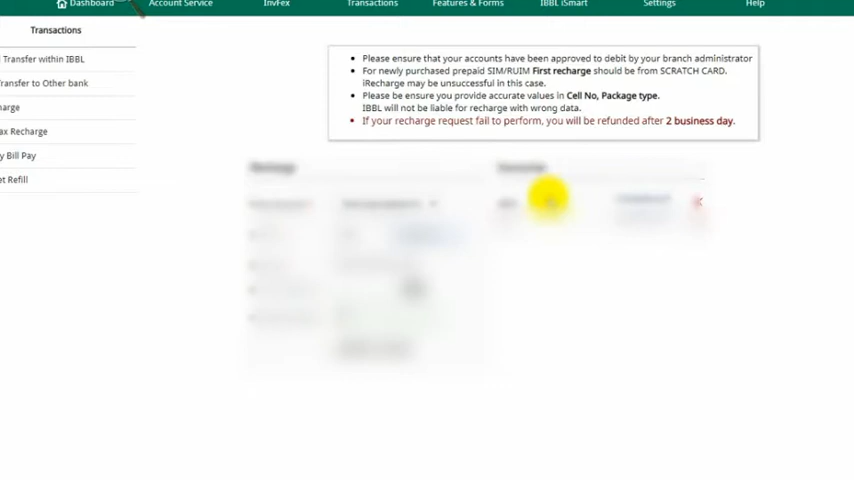 Dashboard Account Service InvFex Transactions Features & Forms IBBL iSmart Settings Help
Transactions
Transfer within IBBL
ransfer to Other bank
harge
ax Recharge
y Bill Pay
et Refill
• Please ensure that your accounts have been approved to debit by your branch administrator
• For newly purchased prepaid SIM/RUIM First recharge should be from SCRATCH CARD.
iRecharge may be unsuccessful in this case.
• Please be ensure you provide accurate values in Cell No, Package type.
IBBL will not be liable for recharge with wrong data.
• If your recharge request fail to perform, you will be refunded after 2 business day.
Recharge